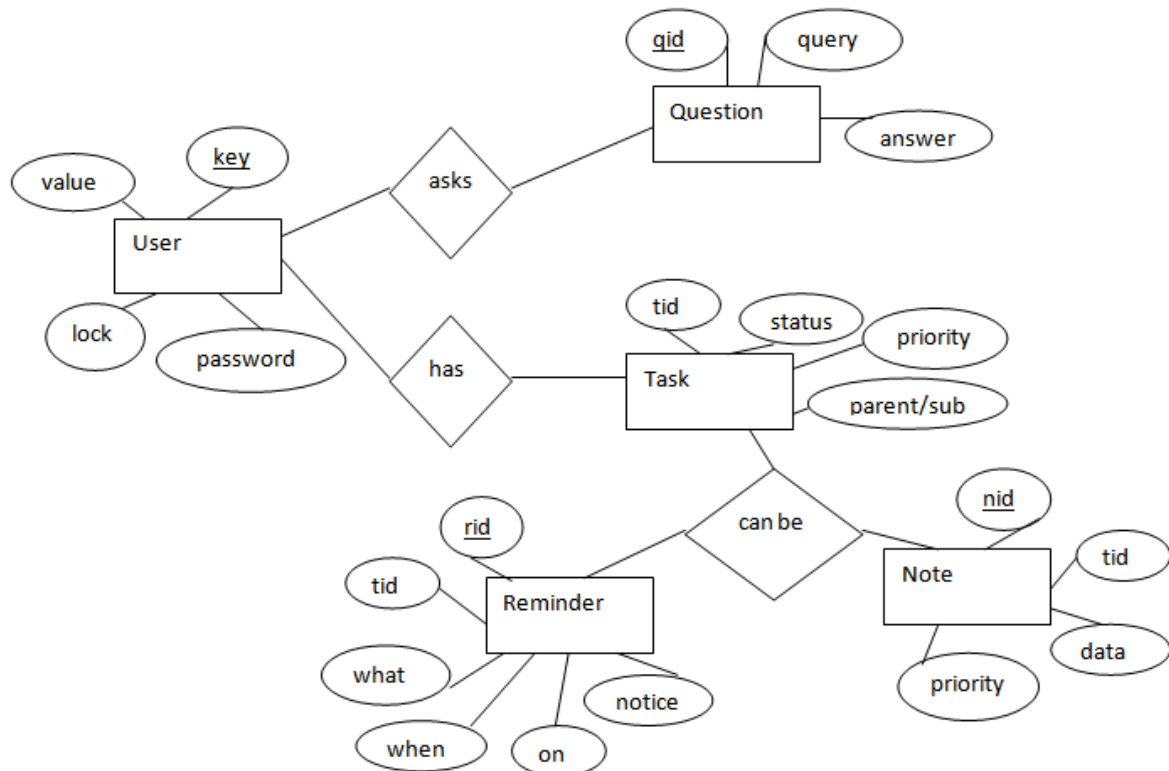 qid
query
Question
answer
key
value
asks
User
lock
password
tid
status
priority
has
Task
parent/sub
can be
nid
rid
tid
Note
tid
Reminder
what
data
notice
priority
when
on